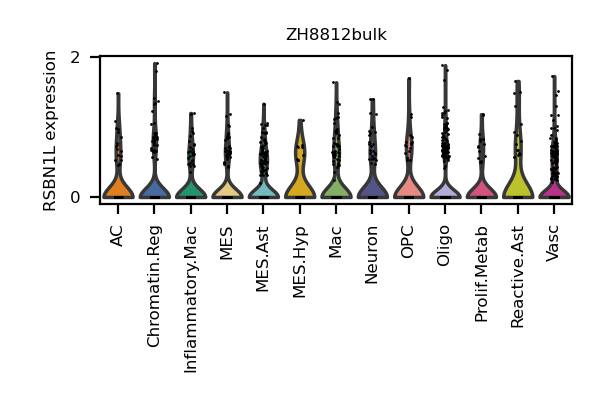 ZH8812bulk
RSBN1L expression
2
0
AC
Chromatin.Reg
Inflammatory.Mac
MES
MES.Ast
MES.Hyp
Mac
Neuron
OPC
Oligo
Prolif.Metab
Reactive.Ast
Vasc